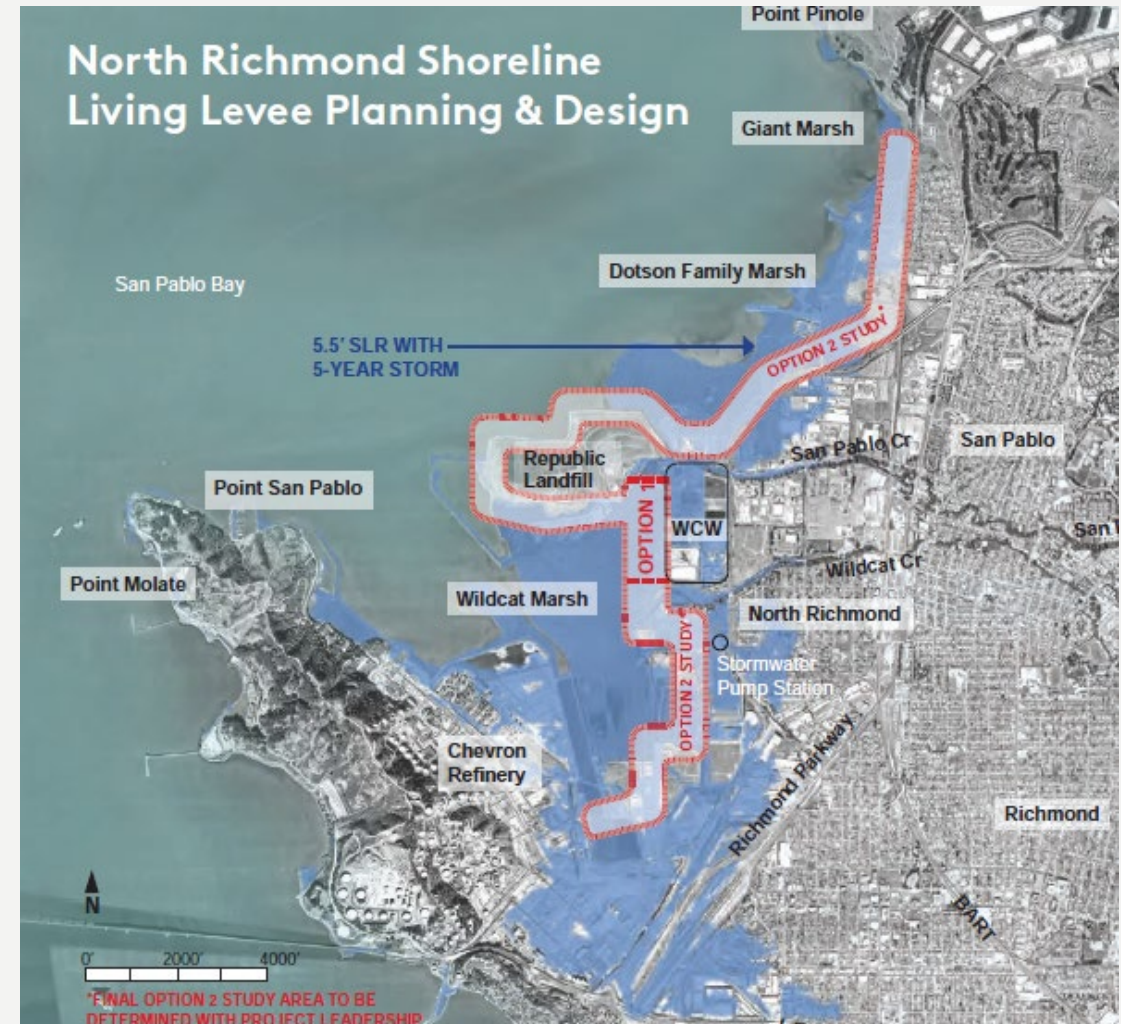 North Richmond Shoreline
Living Levee Planning & Design
Point Pinole
Giant Marsh
Dotson Family Marsh
San Pablo Bay
5.5' SLR WITH
5-YEAR STORM
OPTION 2 STUDY*
San Pablo Cr
San Pablo
Republic
Landfill
Point San Pablo
OPTION 1
WCW
San
Wildcat Cr
Point Molate
Wildcat Marsh
North Richmond
OPTION 2 STUDY*
Stormwater
Pump Station
Chevron
Refinery
Richmond Parkway
Richmond
BART
N
0' 2000' 4000'
*FINAL OPTION 2 STUDY AREA TO BE
DETERMINED WITH PROJECT LEADERSHIP